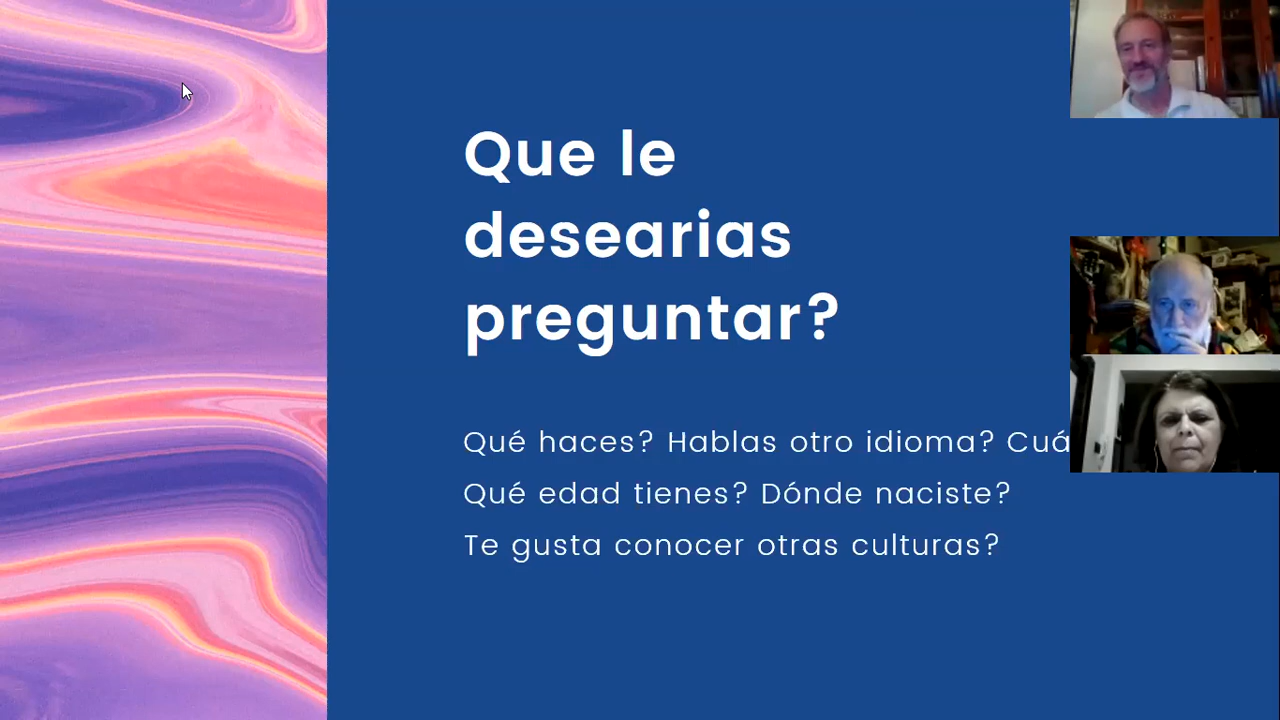 Que le
desearias
preguntar?
Qué haces? Hablas otro idioma?
Qué edad tienes? Dónde naciste?
Te gusta conocer otras culturas?